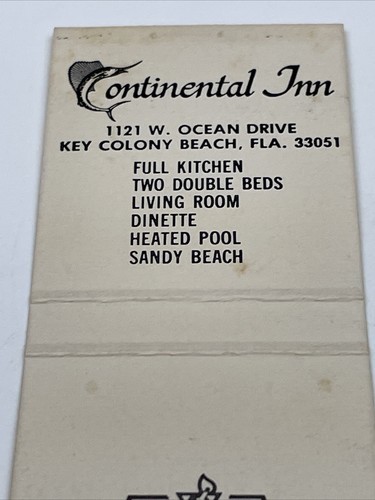 Continental Inn
1121 W. OCEAN DRIVE
KEY COLONY BEACH, FLA. 33051
FULL KITCHEN
TWO DOUBLE BEDS
LIVING ROOM
DINETTE
HEATED POOL
SANDY BEACH